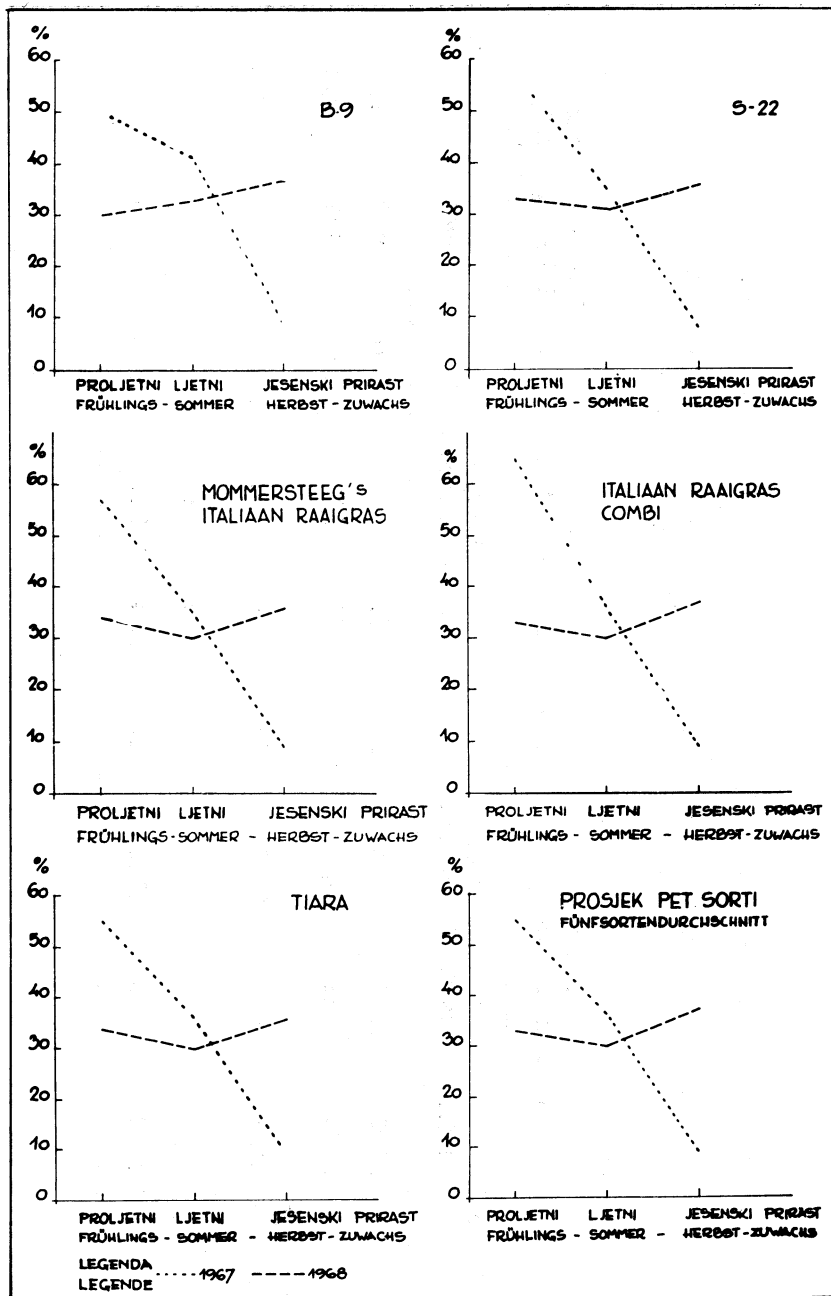 %
60
50
40
30
20
10
0
B-9
PROLJETNI LJETNI JESENSKI PRIRAST
FRÜHLINGS - SOMMER HERBST - ZUWACHS
%
60
50
40
30
20
10
0
S-22
PROLJETNI LJETNI JESENSKI PRIRAST
FRÜHLINGS - SOMMER HERBST - ZUWACHS
%
60
50
40
30
20
10
0
MOMMERSTEEG'S
ITALIAAN RAAIGRAS
PROLJETNI LJETNI JESENSKI PRIRAST
FRÜHLINGS - SOMMER - HERBST - ZUWACHS
%
60
50
40
30
20
10
0
ITALIAAN RAAIGRAS
COMBI
PROLJETNI LJETNI JESENSKI PRIRAST
FRÜHLINGS - SOMMER - HERBST - ZUWACHS
%
60
50
40
30
20
10
0
TIARA
PROLJETNI LJETNI JESENSKI PRIRAST
FRÜHLINGS - SOMMER - HERBST - ZUWACHS
%
60
50
40
30
20
10
0
PROSJEK PET SORTI
FÜNFSORTENDURCHSCHNITT
PROLJETNI LJETNI JESENSKI PRIRAST
FRÜHLINGS - SOMMER - HERBST - ZUWACHS
LEGENDA
LEGENDE 1967 1968